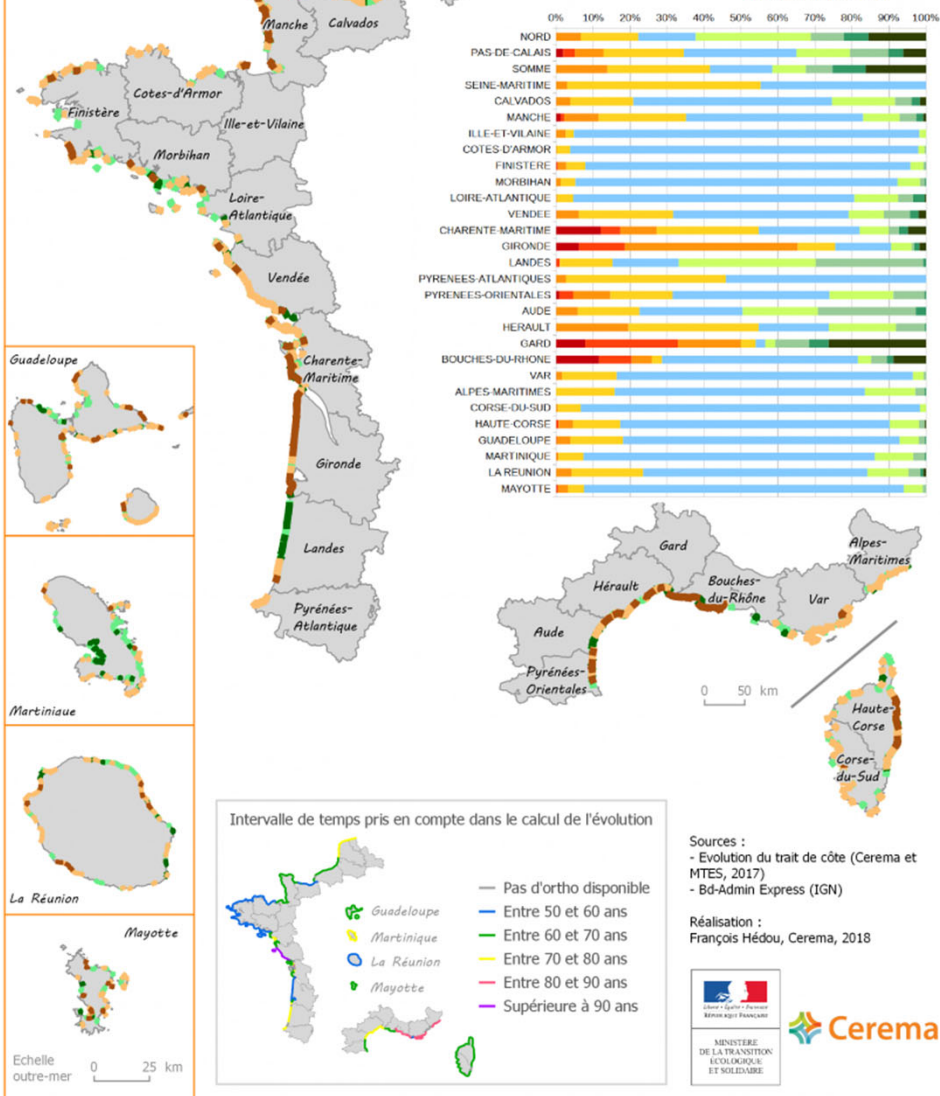 Manche
Calvados
Cotes-d'Armor
Finistère
Ille-et-Vilaine
Morbihan
Loire-
Atlantique
Vendée
Charente-
Maritime
Gironde
Landes
Pyrénées-
Atlantique
0% 10% 20% 30% 40% 50% 60% 70% 80% 90% 100%
NORD
PAS-DE-CALAIS
SOMME
SEINE-MARITIME
CALVADOS
MANCHE
ILLE-ET-VILAINE
COTES-D'ARMOR
FINISTERE
MORBIHAN
LOIRE-ATLANTIQUE
VENDEE
CHARENTE-MARITIME
GIRONDE
LANDES
PYRENEES-ATLANTIQUES
PYRENEES-ORIENTALES
AUDE
HERAULT
GARD
BOUCHES-DU-RHONE
VAR
ALPES-MARITIMES
CORSE-DU-SUD
HAUTE-CORSE
GUADELOUPE
MARTINIQUE
LA REUNION
MAYOTTE
Guadeloupe
Martinique
La Réunion
Mayotte
Echelle
outre-mer
0 25 km
Gard
Alpes-
Maritimes
Hérault
Bouches-
du-Rhône
Var
Aude
Pyrénées-
Orientales
0 50 km
Haute-
Corse
Corse-
du-Sud
Intervalle de temps pris en compte dans le calcul de l'évolution
Guadeloupe
Martinique
La Réunion
Mayotte
Pas d'ortho disponible
Entre 50 et 60 ans
Entre 60 et 70 ans
Entre 70 et 80 ans
Entre 80 et 90 ans
Supérieure à 90 ans
Sources :
- Evolution du trait de côte (Cerema et
MTES, 2017)
- Bd-Admin Express (IGN)
Réalisation :
François Hédou, Cerema, 2018
Liberté • Égalité • Fraternité
RÉPUBLIQUE FRANÇAISE
MINISTÈRE
DE LA TRANSITION
ÉCOLOGIQUE
ET SOLIDAIRE
Cerema